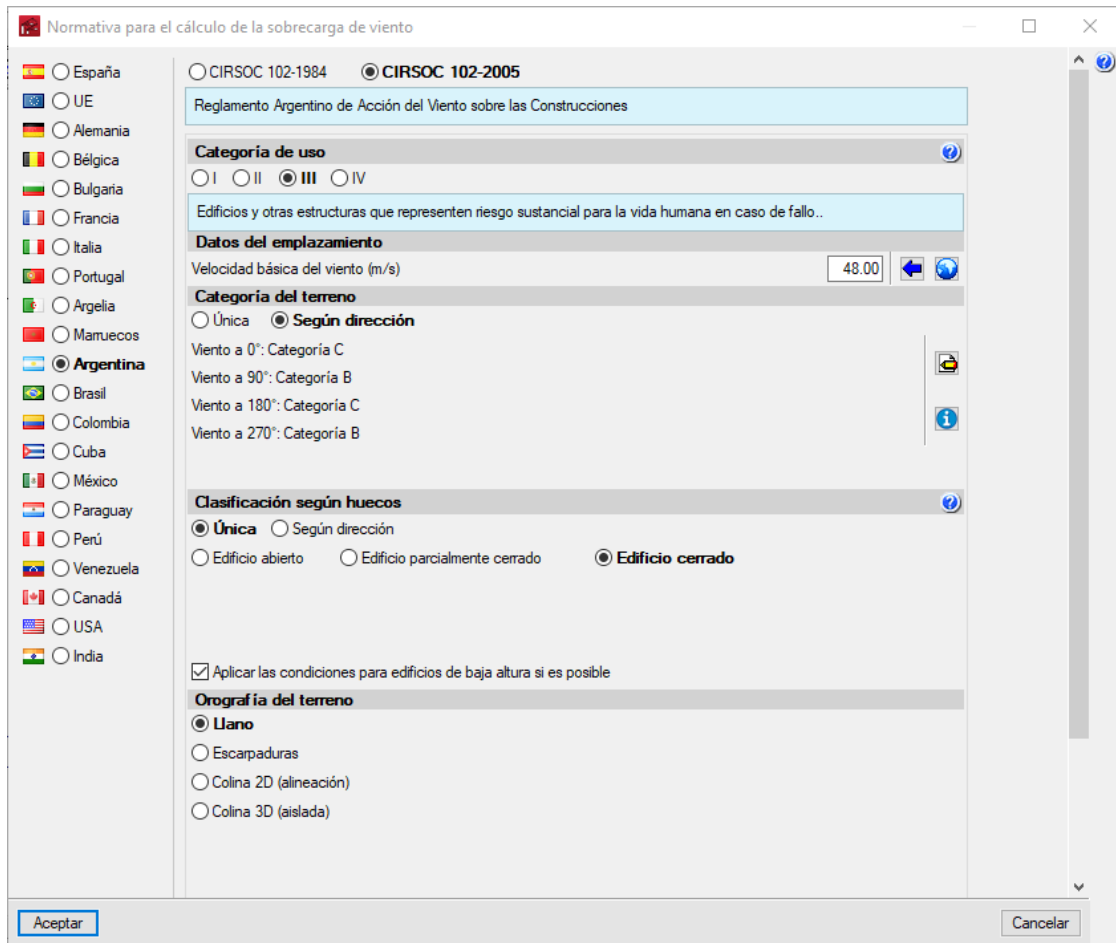 Normativa para el cálculo de la sobrecarga de viento
España
UE
Alemania
Bélgica
Bulgaria
Francia
Italia
Portugal
Argelia
Marruecos
Argentina
Brasil
Colombia
Cuba
México
Paraguay
Perú
Venezuela
Canadá
USA
India
CIRSOC 102-1984 CIRSOC 102-2005
Reglamento Argentino de Acción del Viento sobre las Construcciones
Categoría de uso
I II III IV
Edificios y otras estructuras que representen riesgo sustancial para la vida humana en caso de fallo..
Datos del emplazamiento
Velocidad básica del viento (m/s) 48.00
Categoría del terreno
Única Según dirección
Viento a 0°: Categoría C
Viento a 90°: Categoría B
Viento a 180°: Categoría C
Viento a 270°: Categoría B
Clasificación según huecos
Única Según dirección
Edificio abierto Edificio parcialmente cerrado Edificio cerrado
Aplicar las condiciones para edificios de baja altura si es posible
Orografía del terreno
Llano
Escarpaduras
Colina 2D (alineación)
Colina 3D (aislada)
Aceptar Cancelar